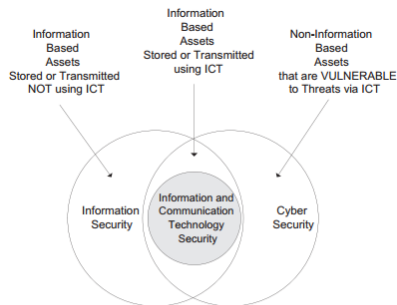 Information
Based
Assets
Stored or Transmitted
NOT using ICT
Information
Based
Assets
Stored or Transmitted
using ICT
Non-Information
Based
Assets
that are VULNERABLE
to Threats via ICT
Information
Security
Information and
Communication
Technology
Security
Cyber
Security